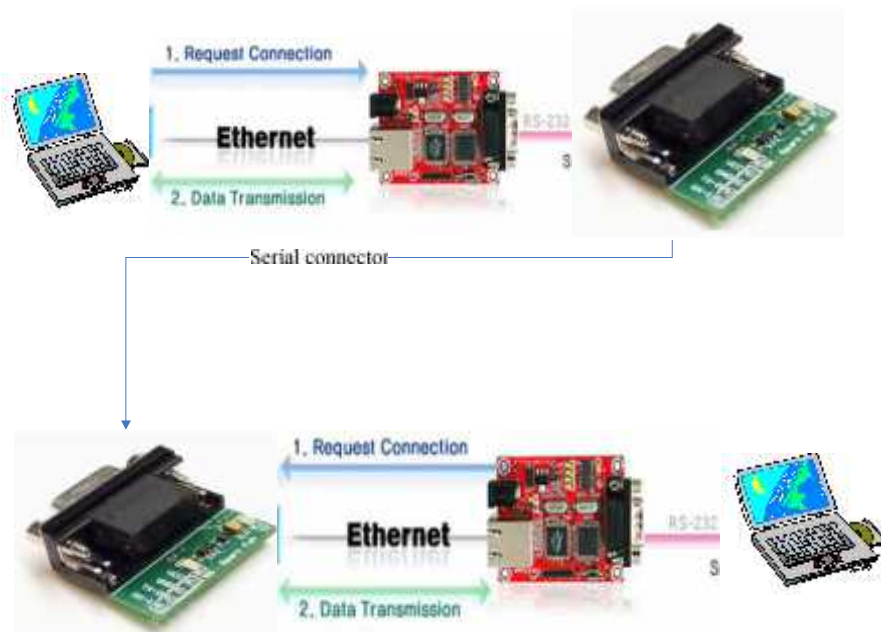 1. Request Connection
Ethernet
RS-232
S
2. Data Transmission
Serial connector
1. Request Connection
Ethernet
RS-232
S
2. Data Transmission